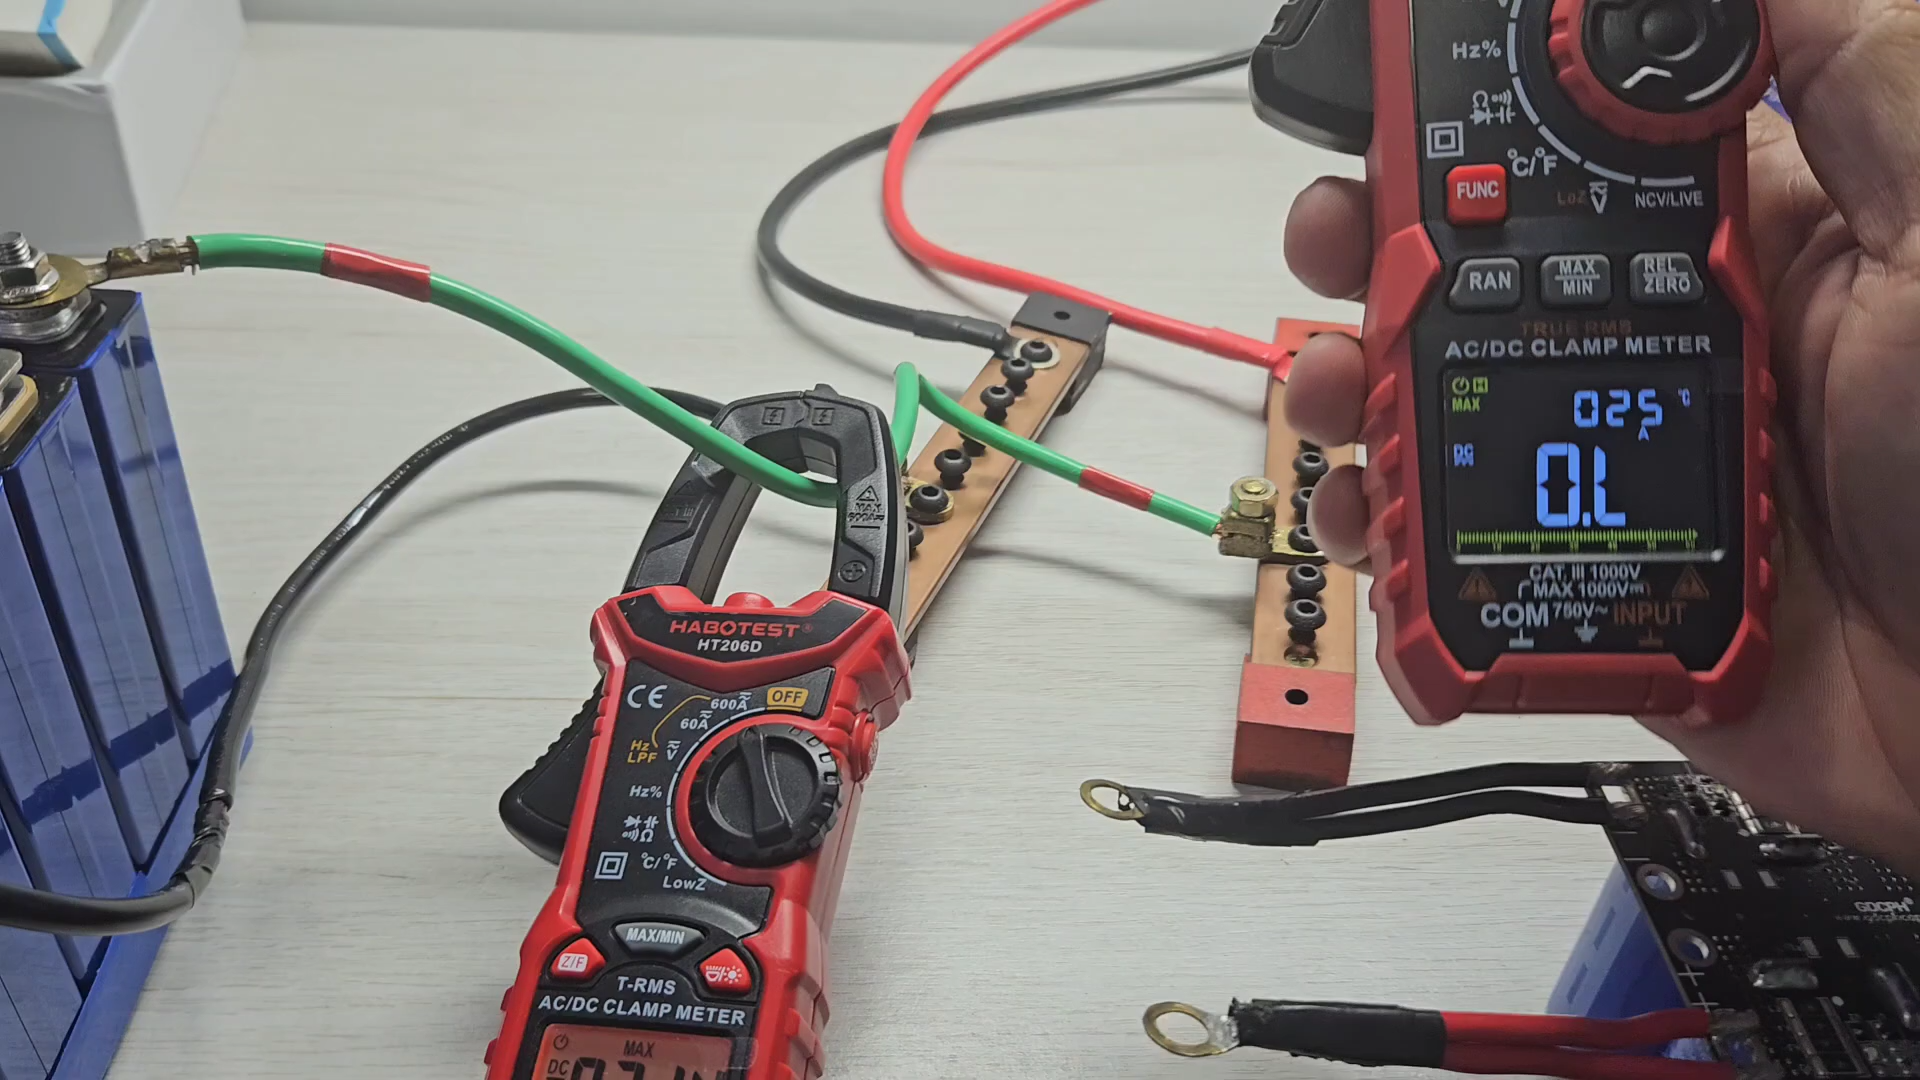 Hz%
°C/°F
FUNC
LoZ
NCV/LIVE
RAN
MAX
MIN
REL
ZERO
TRUE RMS
AC/DC CLAMP METER
MAX
025 °C
A
DC
O.L
CAT. III 1000V
MAX 1000V
COM 750V~ INPUT
HABOTEST®
HT206D
CE
600A
OFF
60A
Hz
LPF
V
Hz%
Ω
°C/°F
LowZ
MAX/MIN
Z/F
T-RMS
AC/DC CLAMP METER
MAX
DC
GDCPH®